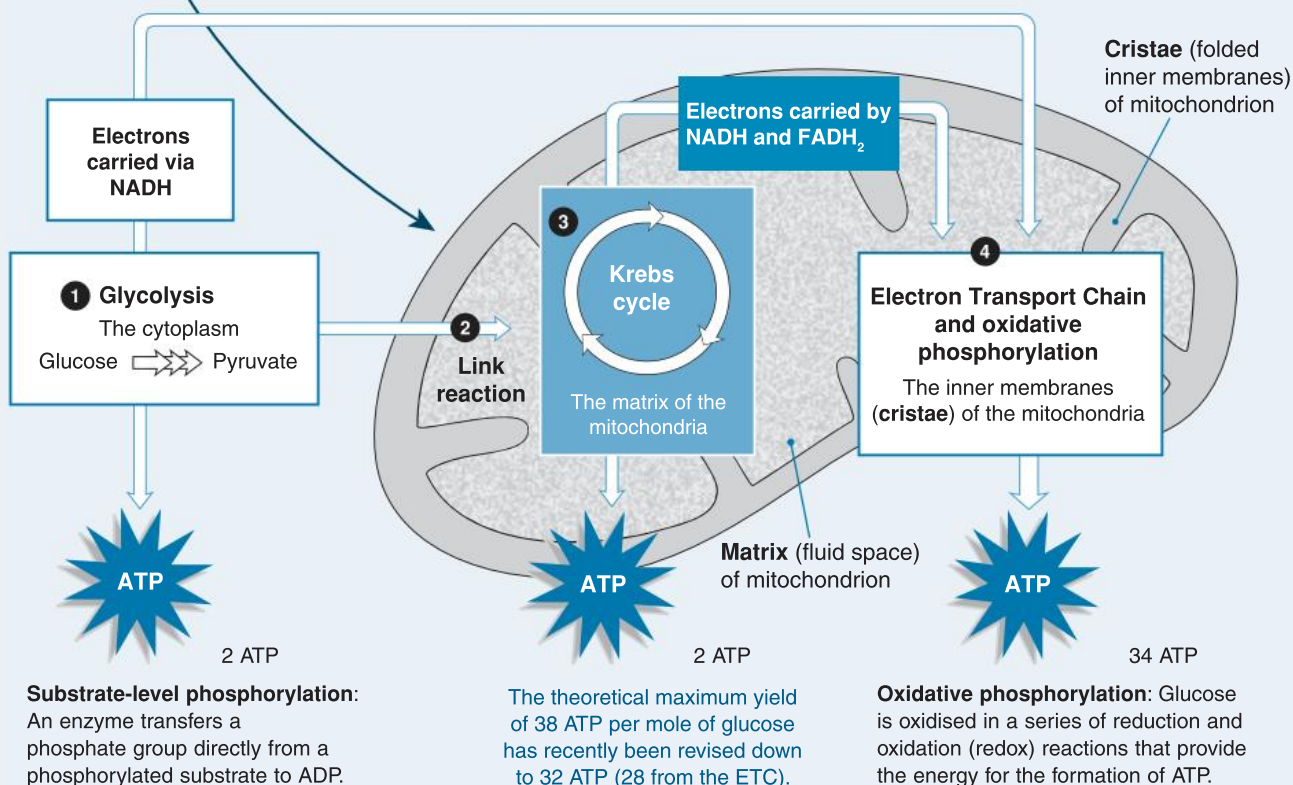 Cristae (folded
inner membranes)
of mitochondrion
Electrons
carried via
NADH
Electrons carried by
NADH and FADH2
1 Glycolysis
The cytoplasm
Glucose Pyruvate
2
Link
reaction
3
Krebs
cycle
The matrix of the
mitochondria
4
Electron Transport Chain
and oxidative
phosphorylation
The inner membranes
(cristae) of the mitochondria
Matrix (fluid space)
of mitochondrion
ATP
2 ATP
Substrate-level phosphorylation:
An enzyme transfers a
phosphate group directly from a
phosphorylated substrate to ADP.
ATP
2 ATP
The theoretical maximum yield
of 38 ATP per mole of glucose
has recently been revised down
to 32 ATP (28 from the ETC).
ATP
34 ATP
Oxidative phosphorylation: Glucose
is oxidised in a series of reduction and
oxidation (redox) reactions that provide
the energy for the formation of ATP.